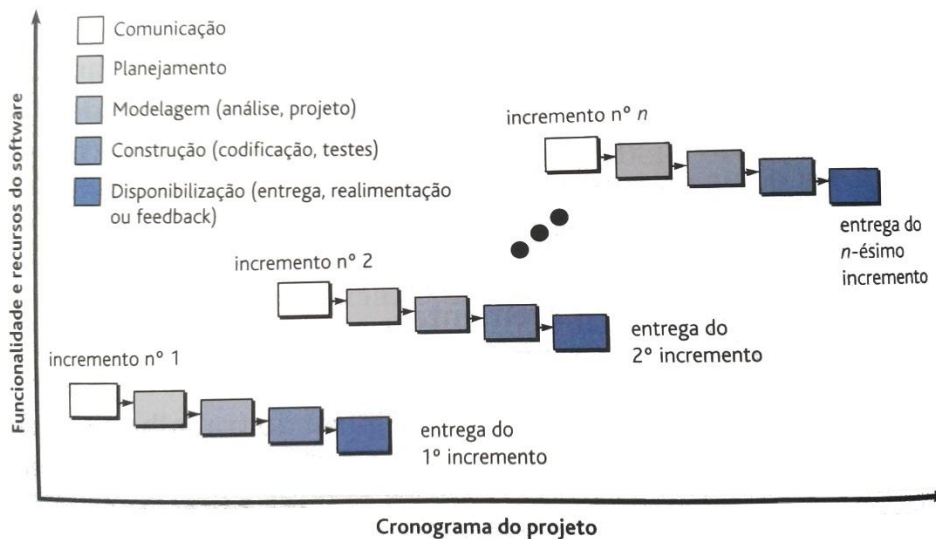 Comunicação
Planejamento
Modelagem (análise, projeto)
Construção (codificação, testes)
Disponibilização (entrega, realimentação
ou feedback)
incremento nº n
entrega do
n-ésimo
incremento
incremento nº 2
entrega do
2º incremento
incremento nº 1
entrega do
1º incremento
Funcionalidade e recursos do software
Cronograma do projeto